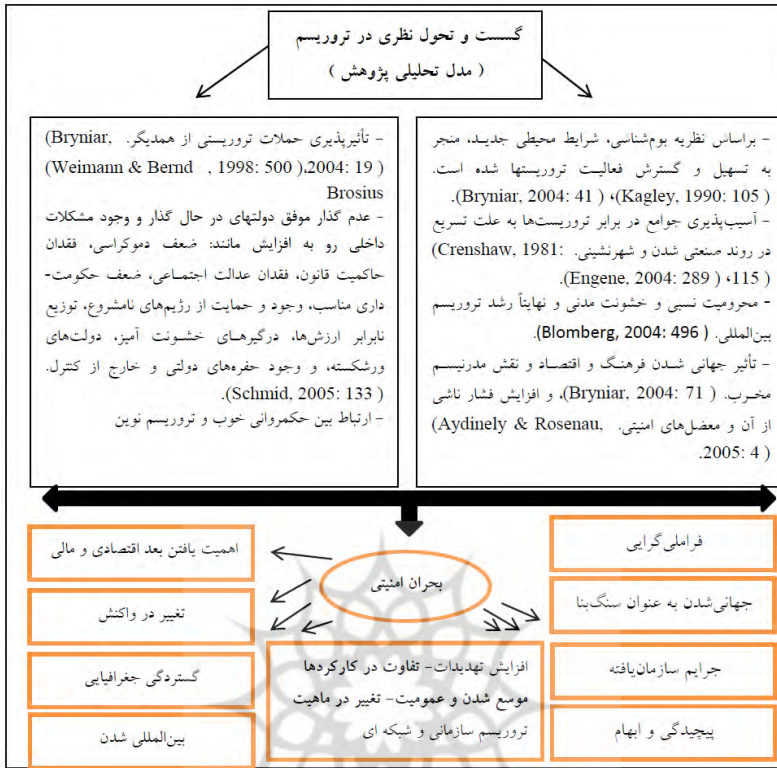 گسست و تحول نظری در تروریسم
( مدل تحلیلی پژوهش )
- براساس نظریه بوم‌شناسی، شرایط محیطی جدید، منجر
به تسهیل و گسترش فعالیت تروریستها شده است.
(Kagley, 1990: 105 )، (Bryniar, 2004: 41 ).
- آسیب‌پذیری جوامع در برابر تروریست‌ها به علت تسریع
در روند صنعتی شدن و شهرنشینی. (Crenshaw, 1981:
115 )، (Engene, 2004: 289 ).
- محرومیت نسبی و خشونت مدنی و نهایتاً رشد تروریسم
بین‌المللی. (Blomberg, 2004: 496 ).
- تأثیر جهانی شدن فرهنگ و اقتصاد و نقش مدرنیسم
مخرب. (Bryniar, 2004: 71 )، و افزایش فشار ناشی
از آن و معضل‌های امنیتی. (Aydinely & Rosenau,
2005: 4 ).
- تأثیرپذیری حملات تروریستی از همدیگر. (Bryniar,
2004: 19 )، (Weimann & Bernd , 1998: 500
Brosius
- عدم گذار موفق دولتهای در حال گذار و وجود مشکلات
داخلی رو به افزایش مانند: ضعف دموکراسی، فقدان
حاکمیت قانون، فقدان عدالت اجتماعی، ضعف حکومت-
داری مناسب، وجود و حمایت از رژیم‌های نامشروع، توزیع
نابرابر ارزش‌ها، درگیرهای خشونت آمیز، دولت‌های
ورشکسته، و وجود حفره‌های دولتی و خارج از کنترل.
(Schmid, 2005: 133 ).
- ارتباط بین حکمروانی خوب و تروریسم نوین
بحران امنیتی
فراملی‌گرایی
جهانی‌شدن به عنوان سنگ‌بنا
جرایم سازمان‌یافته
پیچیدگی و ابهام
افزایش تهدیدات- تفاوت در کارکردها
موسع شدن و عمومیت- تغییر در ماهیت
تروریسم سازمانی و شبکه ای
اهمیت یافتن بعد اقتصادی و مالی
تغییر در واکنش
گستردگی جغرافیایی
بین‌المللی شدن